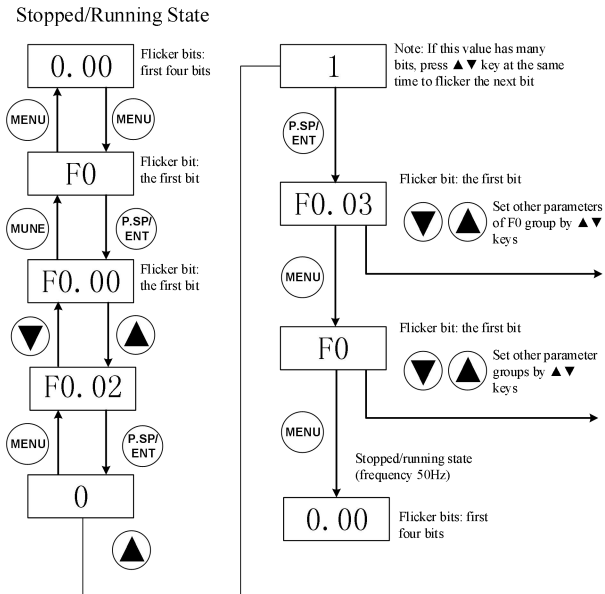 Stopped/Running State
0.00
Flicker bits:
first four bits
MENU
MENU
F0
Flicker bit:
the first bit
MUNE
P.SP/
ENT
F0.00
Flicker bit:
the first bit
▼
▲
F0.02
MENU
P.SP/
ENT
0
▲
1
Note: If this value has many
bits, press ▲▼ key at the same
time to flicker the next bit
P.SP/
ENT
F0.03
Flicker bit: the first bit
▼ ▲
Set other parameters
of F0 group by ▲▼
keys
MENU
F0
Flicker bit: the first bit
▼ ▲
Set other parameter
groups by ▲▼
keys
MENU
Stopped/running state
(frequency 50Hz)
0.00
Flicker bits: first
four bits